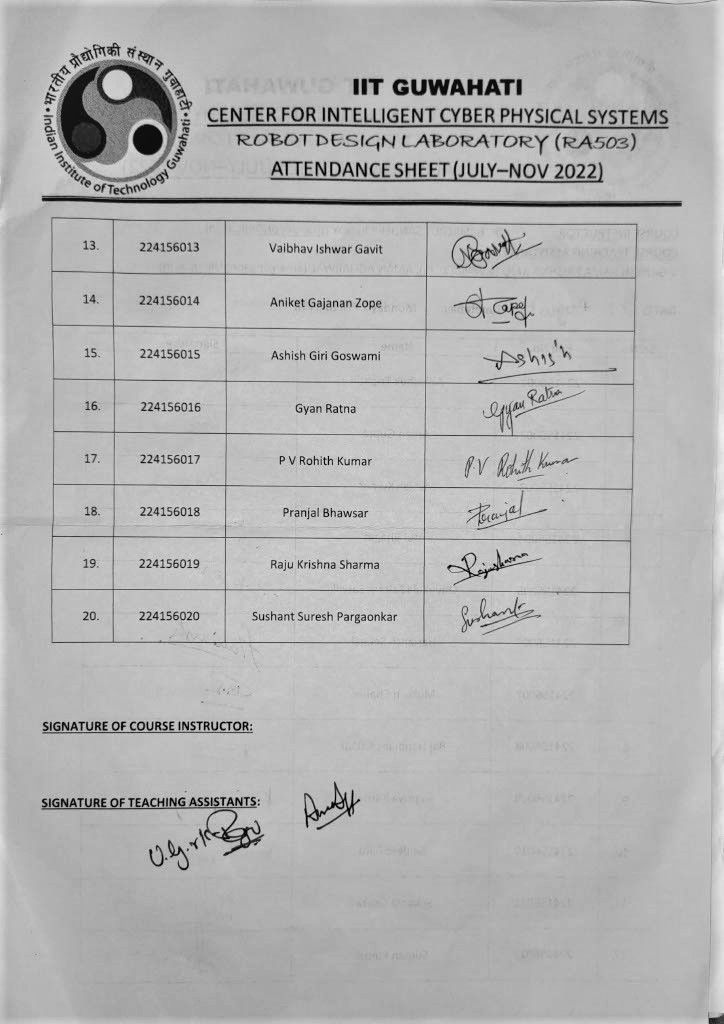 भारतीय प्रौद्योगिकी संस्थान गुवाहाटी
Indian Institute of Technology Guwahati
IIT GUWAHATI
CENTER FOR INTELLIGENT CYBER PHYSICAL SYSTEMS
ROBOT DESIGN LABORATORY (RA503)
ATTENDANCE SHEET (JULY–NOV 2022)
13. 224156013 Vaibhav Ishwar Gavit
14. 224156014 Aniket Gajanan Zope
15. 224156015 Ashish Giri Goswami Ashish
16. 224156016 Gyan Ratna Gyan Ratna
17. 224156017 P V Rohith Kumar P. V Rohith Kumar
18. 224156018 Pranjal Bhawsar Pranjal
19. 224156019 Raju Krishna Sharma Rajusharma
20. 224156020 Sushant Suresh Pargaonkar Sushant
SIGNATURE OF COURSE INSTRUCTOR:
SIGNATURE OF TEACHING ASSISTANTS: